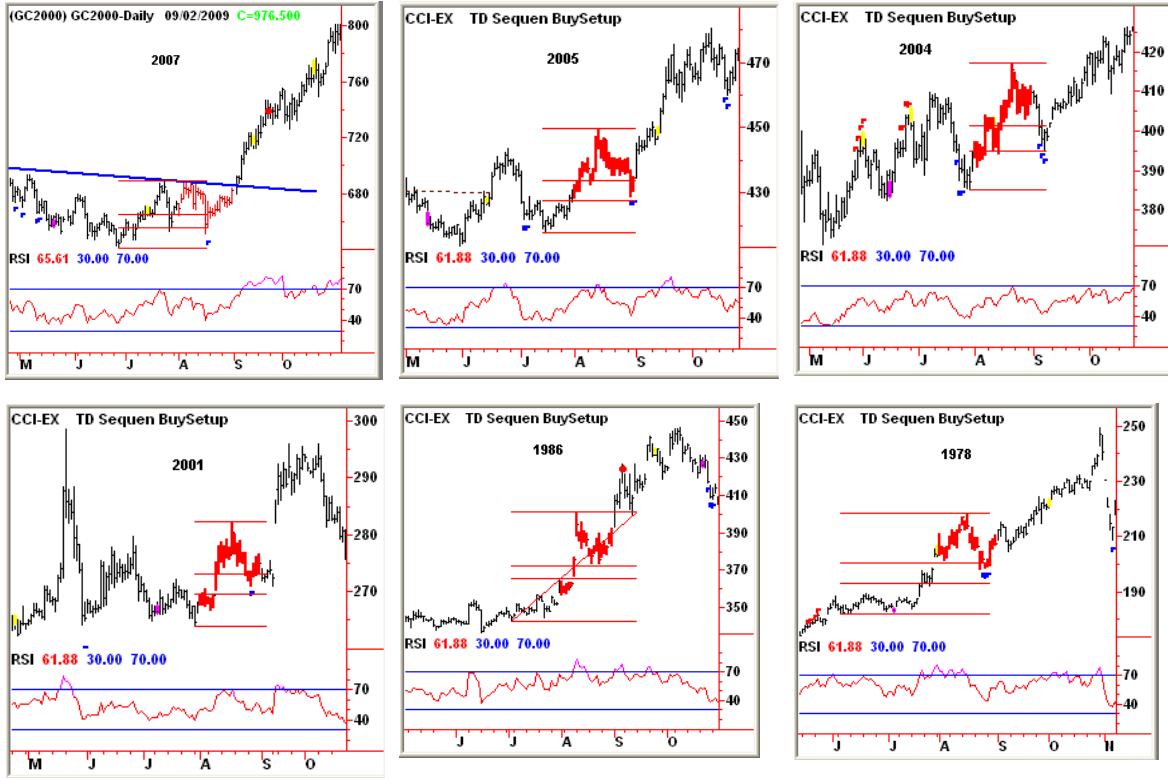 (GC2000) GC2000-Daily 09/02/2009 C=976.500
2007
800
760
720
680
RSI 65.61 30.00 70.00
70
40
M J J A S O
CCI-EX TD Sequen BuySetup
2005
470
450
430
RSI 61.88 30.00 70.00
70
40
M J J A S O
CCI-EX TD Sequen BuySetup
2004
420
400
380
RSI 61.88 30.00 70.00
70
40
M J J A S O
CCI-EX TD Sequen BuySetup
2001
300
290
280
270
RSI 61.88 30.00 70.00
70
40
M J J A S O
CCI-EX TD Sequen BuySetup
1986
450
430
410
390
370
350
RSI 61.88 30.00 70.00
70
40
J J A S O
CCI-EX TD Sequen BuySetup
1978
250
230
210
190
RSI 61.88 30.00 70.00
70
40
J J A S O N